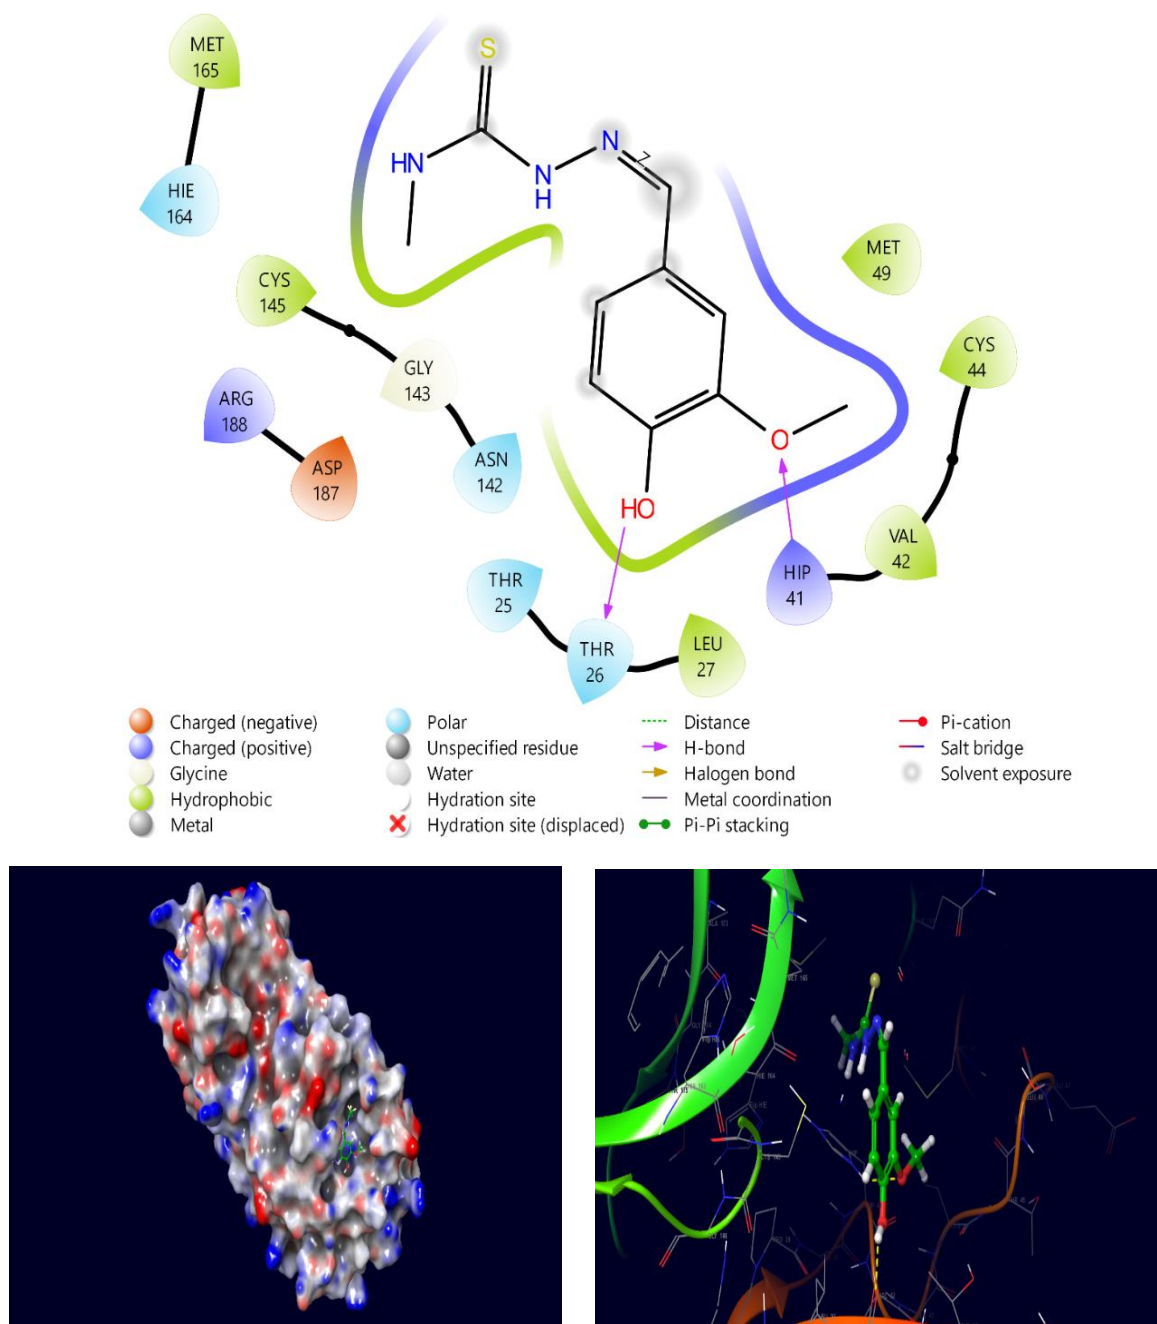 MET
165
HIE
164
S
HN
N
H
N
Z
MET
49
CYS
145
CYS
44
GLY
143
ARG
188
ASP
187
ASN
142
O
HO
VAL
42
HIP
41
THR
25
THR
26
LEU
27
Charged (negative)
Charged (positive)
Glycine
Hydrophobic
Metal
Polar
Unspecified residue
Water
Hydration site
Hydration site (displaced)
Distance
H-bond
Halogen bond
Metal coordination
Pi-Pi stacking
Pi-cation
Salt bridge
Solvent exposure
HIE 164